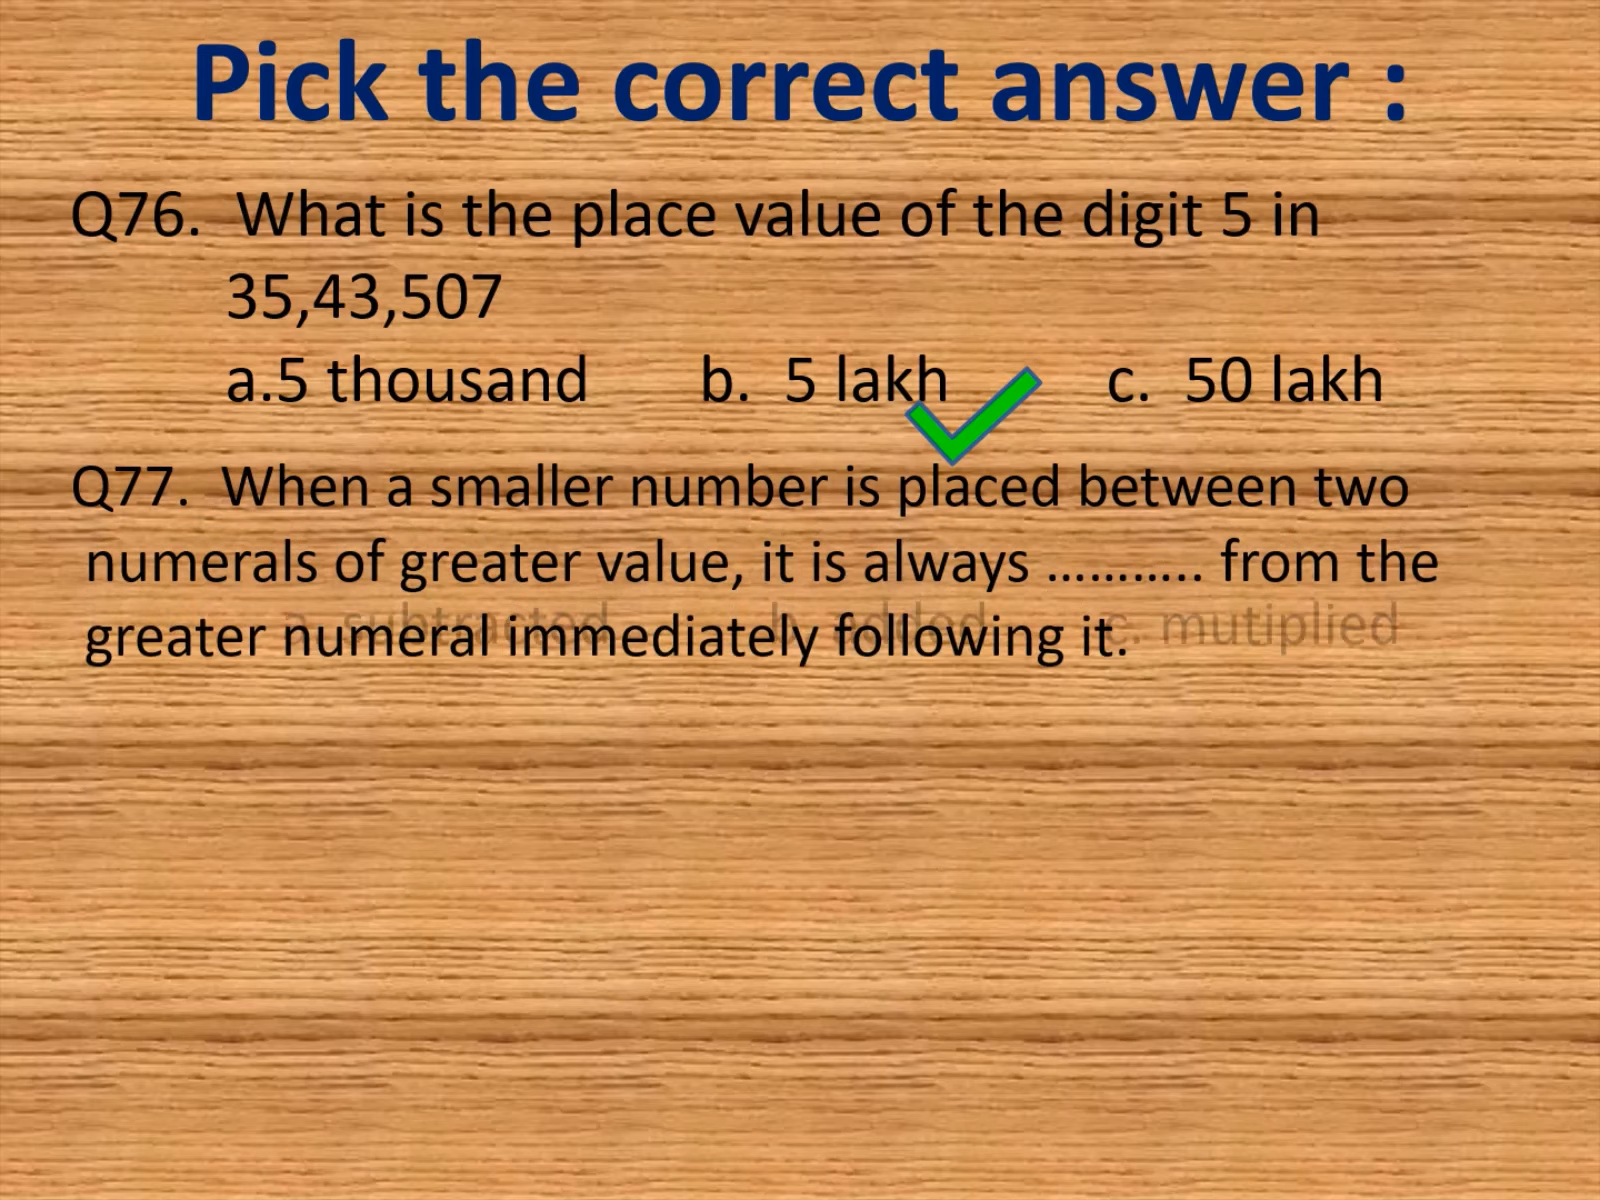 Pick the correct answer :
Q76. What is the place value of the digit 5 in
35,43,507
a.5 thousand b. 5 lakh c. 50 lakh
Q77. When a smaller number is placed between two
numerals of greater value, it is always ……….. from the
greater numeral immediately following it.
a. subtracted b. added c. mutiplied